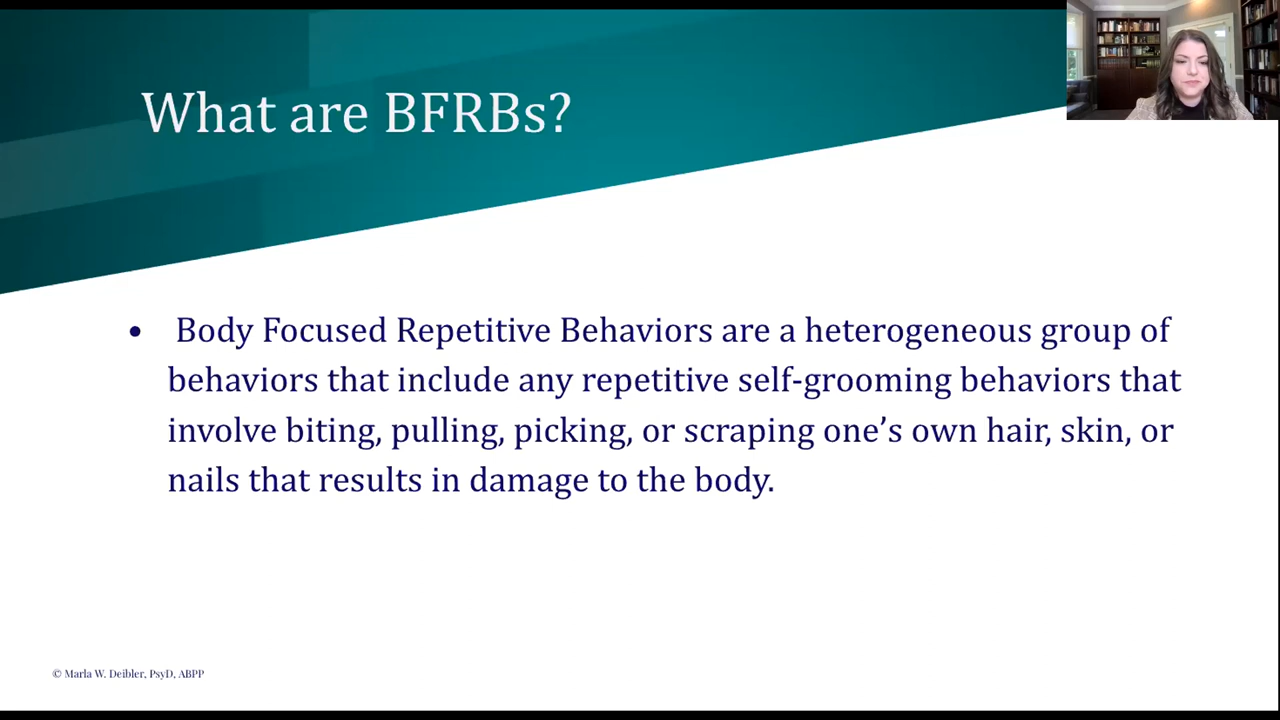 What are BFRBs?
• Body Focused Repetitive Behaviors are a heterogeneous group of
behaviors that include any repetitive self-grooming behaviors that
involve biting, pulling, picking, or scraping one’s own hair, skin, or
nails that results in damage to the body.
© Marla W. Deibler, PsyD, ABPP